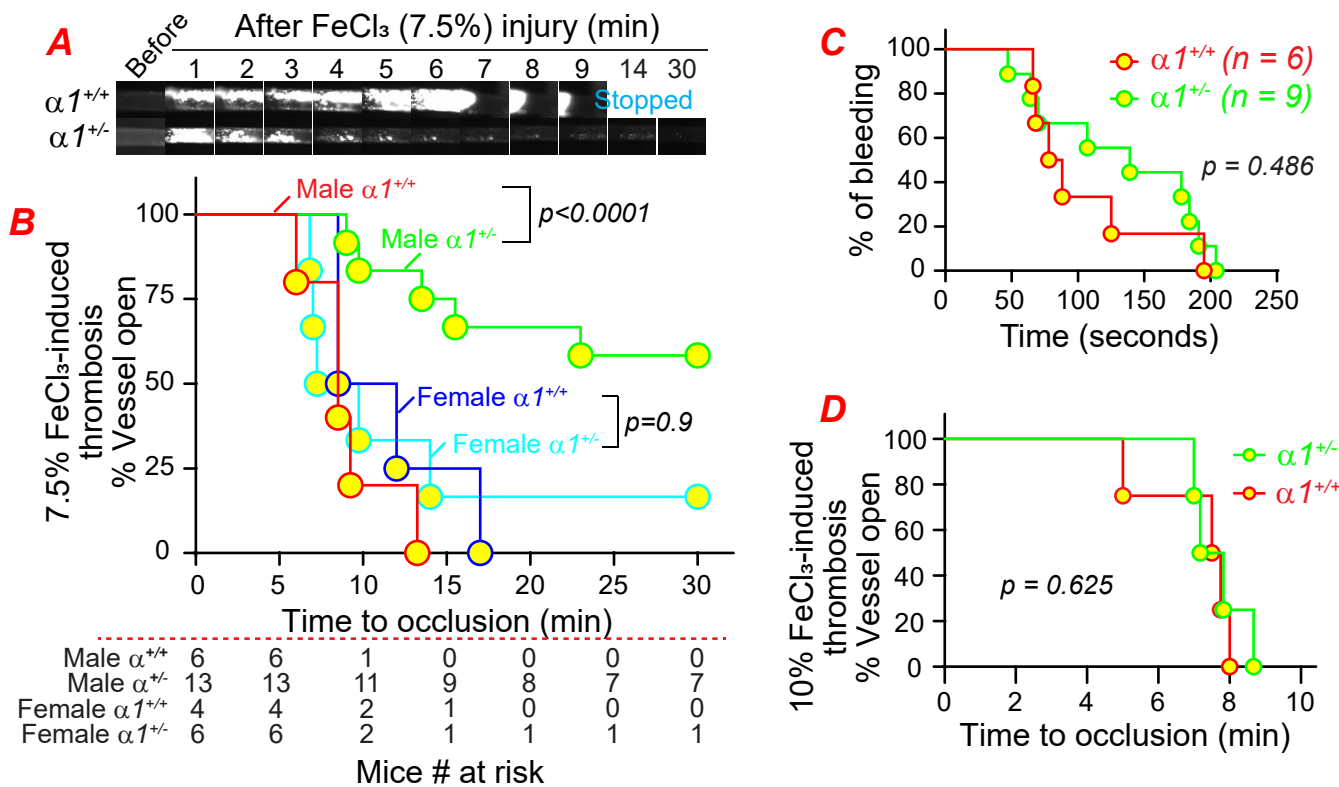 A
After FeCl₃ (7.5%) injury (min)
Before 1 2 3 4 5 6 7 8 9 14 30
α1+/+
Stopped
α1+/-
B
7.5% FeCl₃-induced
thrombosis
% Vessel open
100
75
50
25
0
Male α1+/+
p<0.0001
Male α1+/-
Female α1+/+
p=0.9
Female α1+/-
0 5 10 15 20 25 30
Time to occlusion (min)
Male α+/+ 6 6 1 0 0 0 0
Male α+/- 13 13 11 9 8 7 7
Female α1+/+ 4 4 2 1 0 0 0
Female α1+/- 6 6 2 1 1 1 1
Mice # at risk
C
% of bleeding
100
80
60
40
20
0
α1+/+ (n = 6)
α1+/- (n = 9)
p = 0.486
0 50 100 150 200 250
Time (seconds)
D
10% FeCl₃-induced
thrombosis
% Vessel open
100
80
60
40
20
0
α1+/-
α1+/+
p = 0.625
0 2 4 6 8 10
Time to occlusion (min)